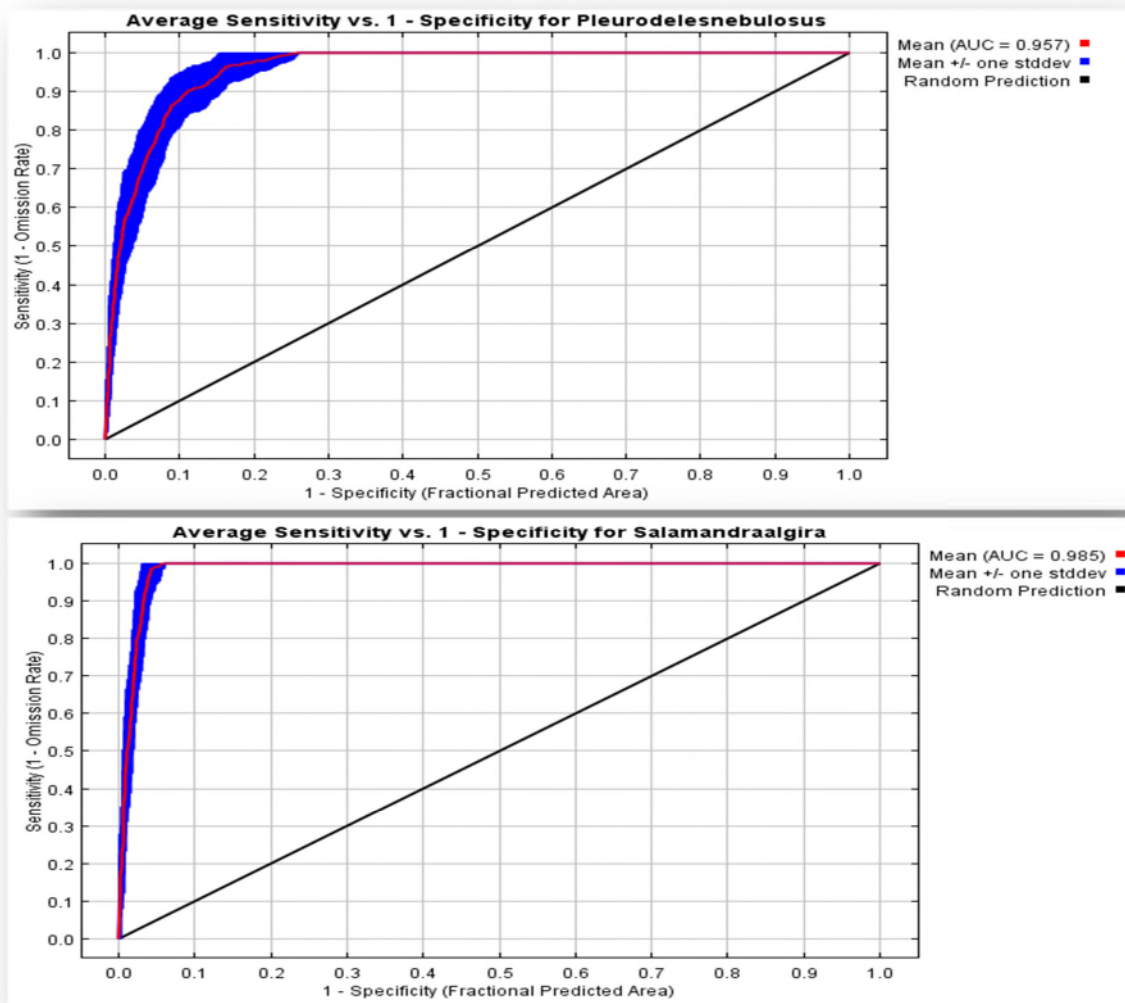 Average Sensitivity vs. 1 - Specificity for Pleurodelesnebulosus
Mean (AUC = 0.957)
Mean +/- one stddev
Random Prediction
Sensitivity (1 - Omission Rate)
1.0
0.9
0.8
0.7
0.6
0.5
0.4
0.3
0.2
0.1
0.0
0.0 0.1 0.2 0.3 0.4 0.5 0.6 0.7 0.8 0.9 1.0
1 - Specificity (Fractional Predicted Area)
Average Sensitivity vs. 1 - Specificity for Salamandraalgira
Mean (AUC = 0.985)
Mean +/- one stddev
Random Prediction
Sensitivity (1 - Omission Rate)
1.0
0.9
0.8
0.7
0.6
0.5
0.4
0.3
0.2
0.1
0.0
0.0 0.1 0.2 0.3 0.4 0.5 0.6 0.7 0.8 0.9 1.0
1 - Specificity (Fractional Predicted Area)